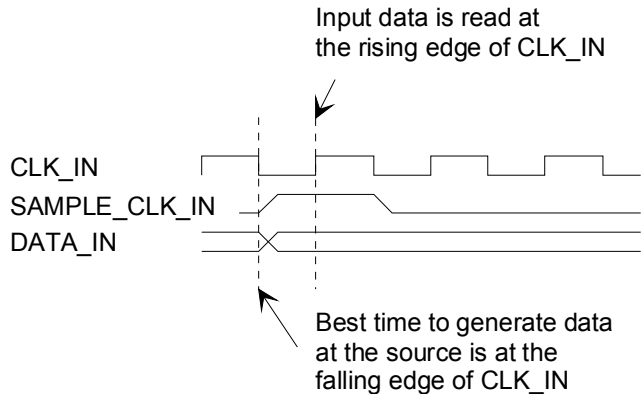 Input data is read at
the rising edge of CLK_IN
CLK_IN
SAMPLE_CLK_IN
DATA_IN
Best time to generate data
at the source is at the
falling edge of CLK_IN